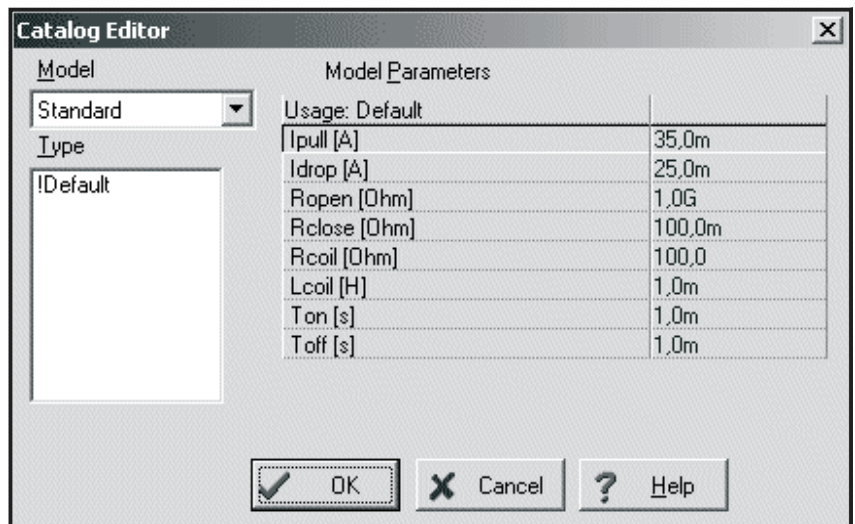 Catalog Editor
Model
Standard
Type
!Default
Model Parameters
Usage: Default
Ipull [A] 35,0m
Idrop [A] 25,0m
Ropen [Ohm] 1,0G
Rclose [Ohm] 100,0m
Rcoil [Ohm] 100,0
Lcoil [H] 1,0m
Ton [s] 1,0m
Toff [s] 1,0m
OK Cancel Help